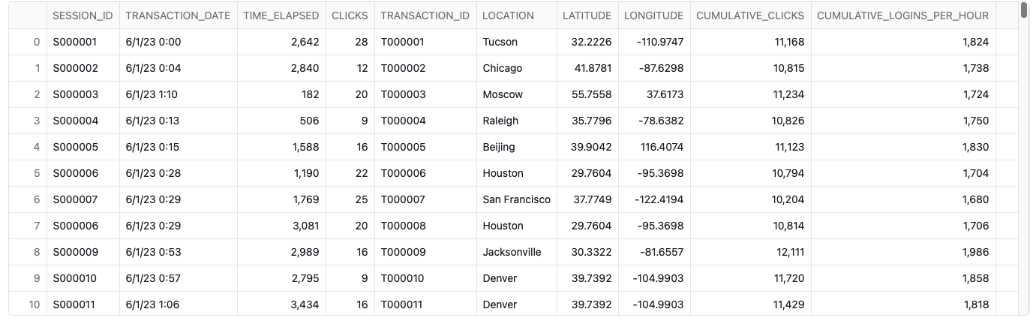 SESSION_ID TRANSACTION_DATE TIME_ELAPSED CLICKS TRANSACTION_ID LOCATION LATITUDE LONGITUDE CUMULATIVE_CLICKS CUMULATIVE_LOGINS_PER_HOUR
0 S000001 6/1/23 0:00 2,642 28 T000001 Tucson 32.2226 -110.9747 11,168 1,824
1 S000002 6/1/23 0:04 2,840 12 T000002 Chicago 41.8781 -87.6298 10,815 1,738
2 S000003 6/1/23 1:10 182 20 T000003 Moscow 55.7558 37.6173 11,234 1,724
3 S000004 6/1/23 0:13 506 9 T000004 Raleigh 35.7796 -78.6382 10,826 1,750
4 S000005 6/1/23 0:15 1,588 16 T000005 Beijing 39.9042 116.4074 11,123 1,830
5 S000006 6/1/23 0:28 1,190 22 T000006 Houston 29.7604 -95.3698 10,794 1,704
6 S000007 6/1/23 0:29 1,769 25 T000007 San Francisco 37.7749 -122.4194 10,204 1,680
7 S000006 6/1/23 0:29 3,081 20 T000008 Houston 29.7604 -95.3698 10,814 1,706
8 S000009 6/1/23 0:53 2,989 16 T000009 Jacksonville 30.3322 -81.6557 12,111 1,986
9 S000010 6/1/23 0:57 2,795 9 T000010 Denver 39.7392 -104.9903 11,720 1,858
10 S000011 6/1/23 1:06 3,434 16 T000011 Denver 39.7392 -104.9903 11,429 1,818